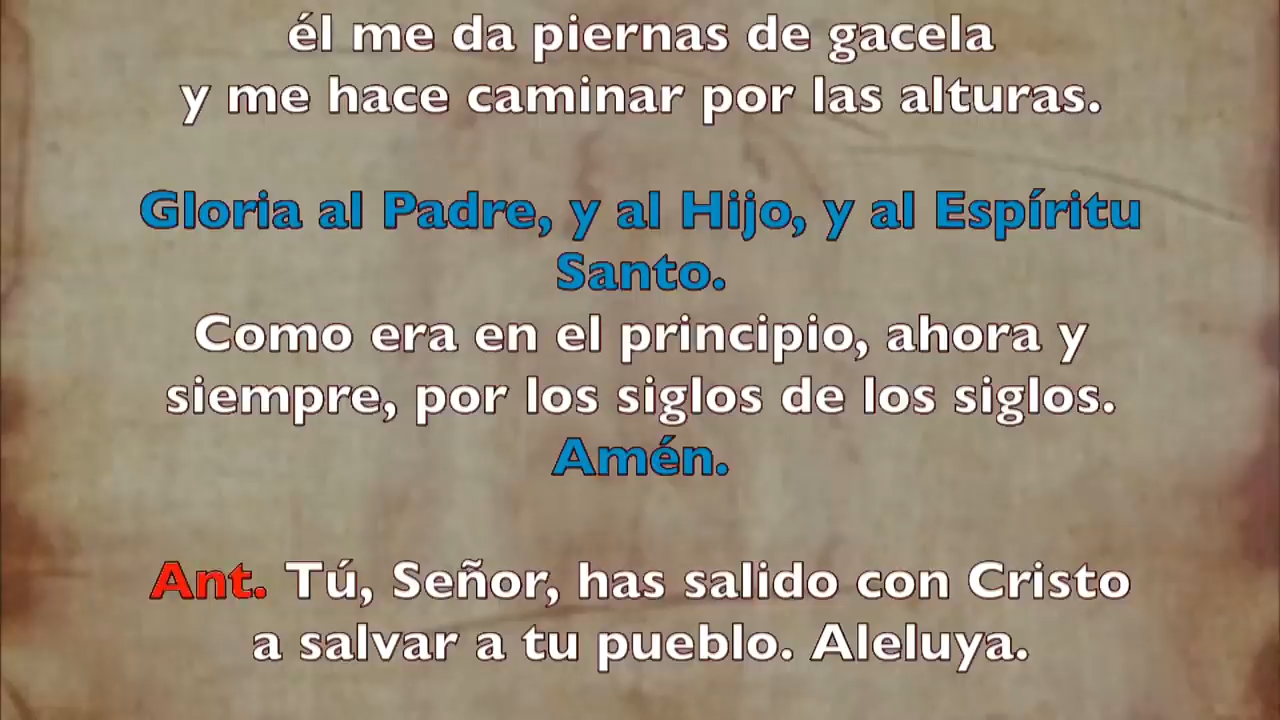 él me da piernas de gacela
y me hace caminar por las alturas.
Gloria al Padre, y al Hijo, y al Espíritu
Santo.
Como era en el principio, ahora y
siempre, por los siglos de los siglos.
Amén.
Ant. Tú, Señor, has salido con Cristo
a salvar a tu pueblo. Aleluya.